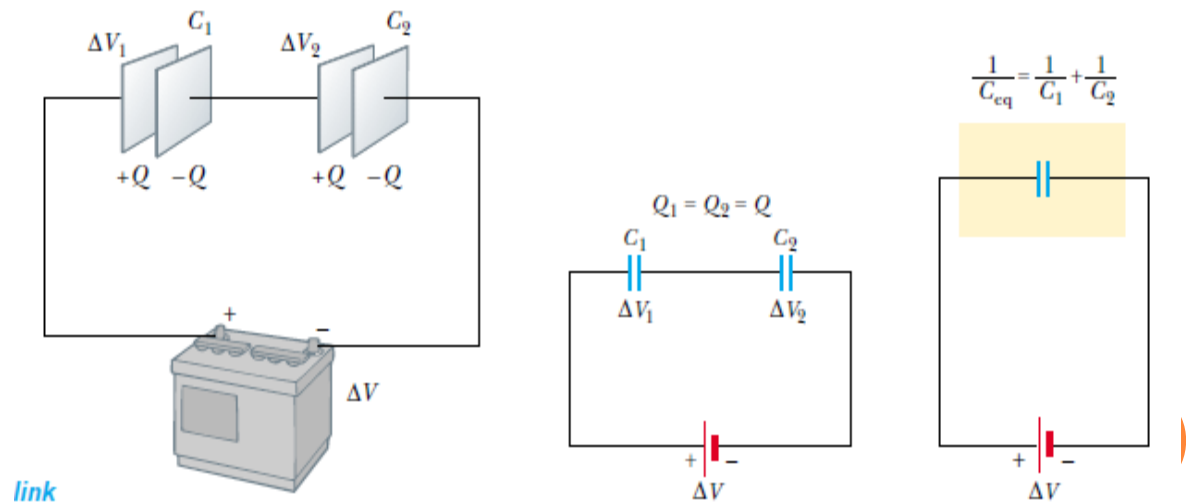 C₁
C₂
ΔV₁
ΔV₂
+Q −Q
+Q −Q
+
−
ΔV
link
Q₁ = Q₂ = Q
C₁
C₂
ΔV₁
ΔV₂
+ −
ΔV
1/C_eq = 1/C₁ + 1/C₂
+ −
ΔV